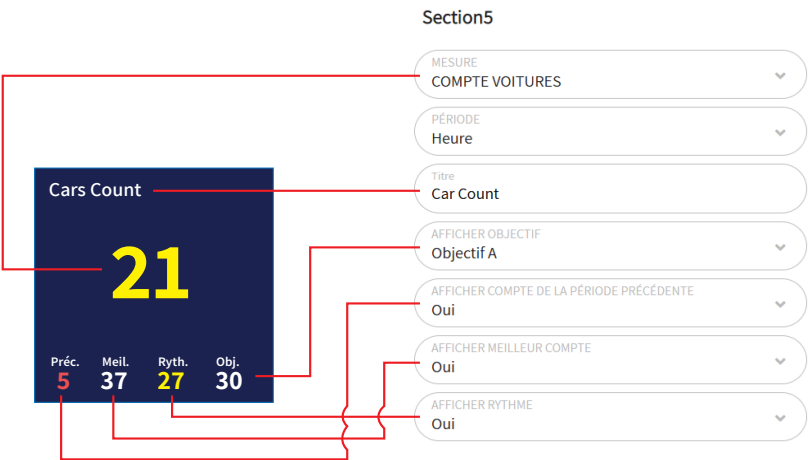 Section5
MESURE
COMPTE VOITURES
PÉRIODE
Heure
Titre
Car Count
AFFICHER OBJECTIF
Objectif A
AFFICHER COMPTE DE LA PÉRIODE PRÉCÉDENTE
Oui
AFFICHER MEILLEUR COMPTE
Oui
AFFICHER RYTHME
Oui
Cars Count
21
Préc. Meil. Ryth. Obj.
5 37 27 30